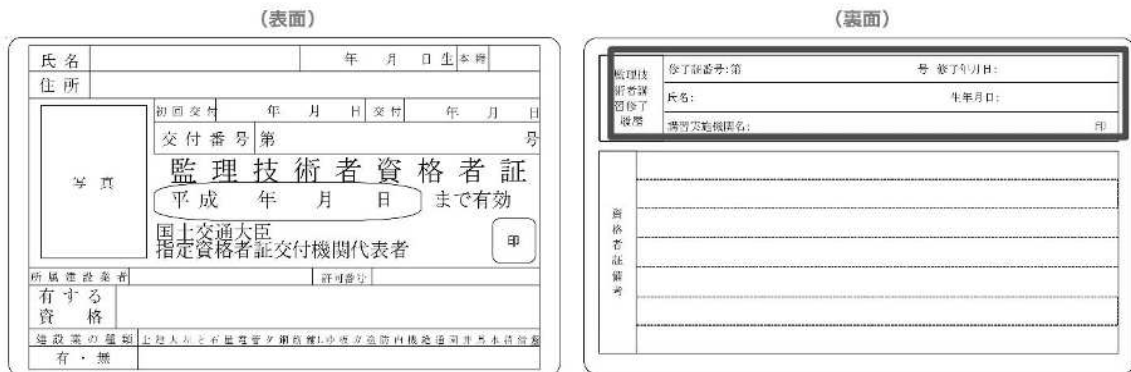 (表面)
氏名 年 月 日生 本籍
住所
初回交付 年 月 日 交付 年 月 日
交付番号 第 号
写真
監理技術者資格者証
平成 年 月 日 まで有効
国土交通大臣
指定資格者証交付機関代表者
印
所属建設業者 許可番号
有する
資格
建設業の種類
有・無
(裏面)
監理技術者講習修了履歴
修了証番号:第 号 修了年月日:
氏名: 生年月日:
講習実施機関名: 印
資格者証備考